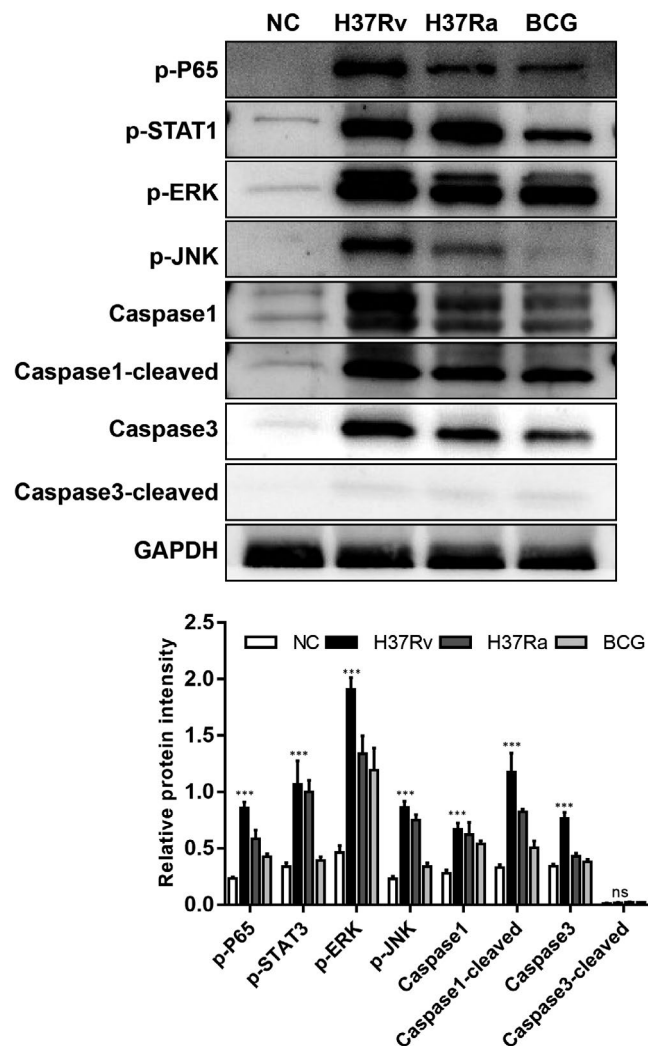 NC H37Rv H37Ra BCG
p-P65
p-STAT1
p-ERK
p-JNK
Caspase1
Caspase1-cleaved
Caspase3
Caspase3-cleaved
GAPDH
Relative protein intensity
2.5
2.0
1.5
1.0
0.5
0.0
NC H37Rv H37Ra BCG
***
***
***
***
***
***
***
ns
p-P65
p-STAT3
p-ERK
p-JNK
Caspase1
Caspase1-cleaved
Caspase3
Caspase3-cleaved